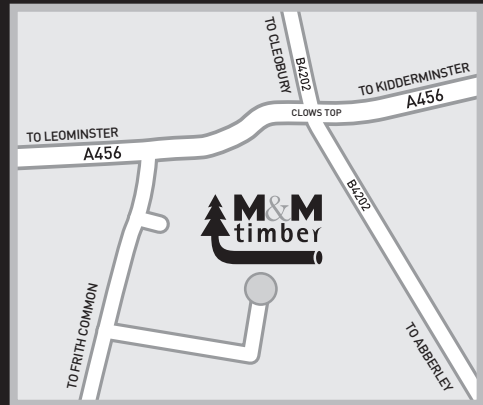 TO CLEOBURY
B4202
TO KIDDERMINSTER
A456
CLOWS TOP
TO LEOMINSTER
A456
B4202
M&M
timber
TO FRITH COMMON
TO ABBERLEY